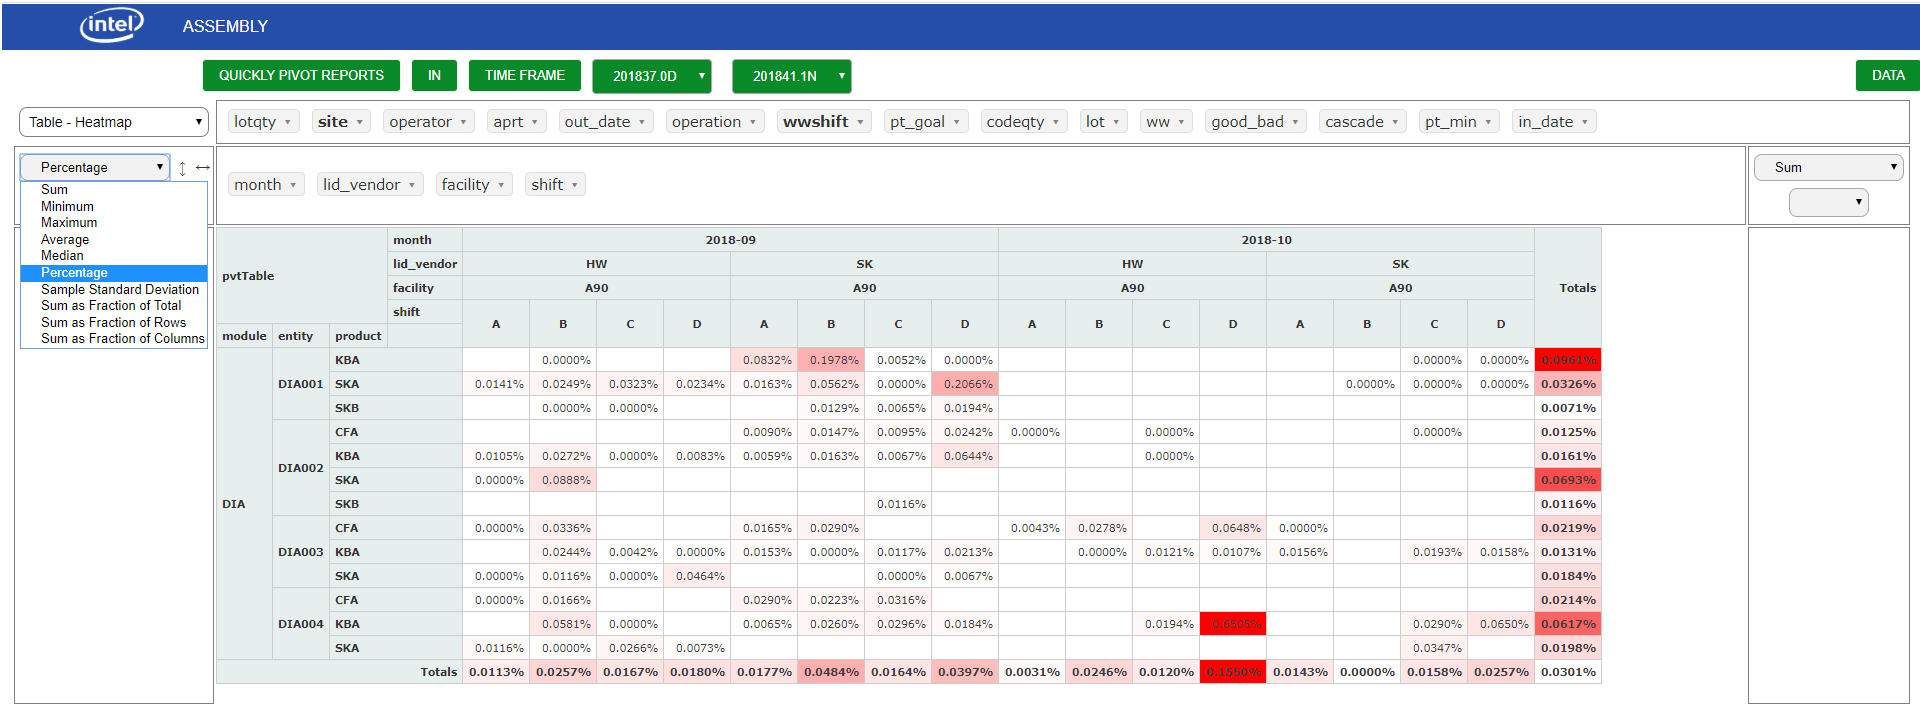 intel ASSEMBLY
QUICKLY PIVOT REPORTS IN TIME FRAME 201837.0D 201841.1N DATA
Table - Heatmap lotqty site operator aprt out_date operation wwshift pt_goal codeqty lot ww good_bad cascade pt_min in_date
Percentage Sum
month lid_vendor facility shift
Sum
Minimum
Maximum
Average
Median
Percentage
Sample Standard Deviation
Sum as Fraction of Total
Sum as Fraction of Rows
Sum as Fraction of Columns
pvtTable month 2018-09 2018-10 Totals
lid_vendor HW SK HW SK
facility A90 A90 A90 A90
shift A B C D A B C D A B C D A B C D
module entity product
DIA DIA001 KBA 0.0000% 0.0832% 0.1978% 0.0052% 0.0000% 0.0000% 0.0000% 0.0961%
SKA 0.0141% 0.0249% 0.0323% 0.0234% 0.0163% 0.0562% 0.0000% 0.2066% 0.0000% 0.0000% 0.0000% 0.0326%
SKB 0.0000% 0.0000% 0.0129% 0.0065% 0.0194% 0.0071%
DIA002 CFA 0.0090% 0.0147% 0.0095% 0.0242% 0.0000% 0.0000% 0.0000% 0.0125%
KBA 0.0105% 0.0272% 0.0000% 0.0083% 0.0059% 0.0163% 0.0067% 0.0644% 0.0000% 0.0161%
SKA 0.0000% 0.0888% 0.0693%
SKB 0.0116% 0.0116%
DIA003 CFA 0.0000% 0.0336% 0.0165% 0.0290% 0.0043% 0.0278% 0.0648% 0.0000% 0.0219%
KBA 0.0244% 0.0042% 0.0000% 0.0153% 0.0000% 0.0117% 0.0213% 0.0000% 0.0121% 0.0107% 0.0156% 0.0193% 0.0158% 0.0131%
SKA 0.0000% 0.0116% 0.0000% 0.0464% 0.0000% 0.0067% 0.0184%
DIA004 CFA 0.0000% 0.0166% 0.0290% 0.0223% 0.0316% 0.0214%
KBA 0.0581% 0.0000% 0.0065% 0.0260% 0.0296% 0.0184% 0.0194% 0.0290% 0.0650% 0.0617%
SKA 0.0116% 0.0000% 0.0266% 0.0073% 0.0347% 0.0198%
Totals 0.0113% 0.0257% 0.0167% 0.0180% 0.0177% 0.0484% 0.0164% 0.0397% 0.0031% 0.0246% 0.0120% 0.1550% 0.0143% 0.0000% 0.0158% 0.0257% 0.0301%